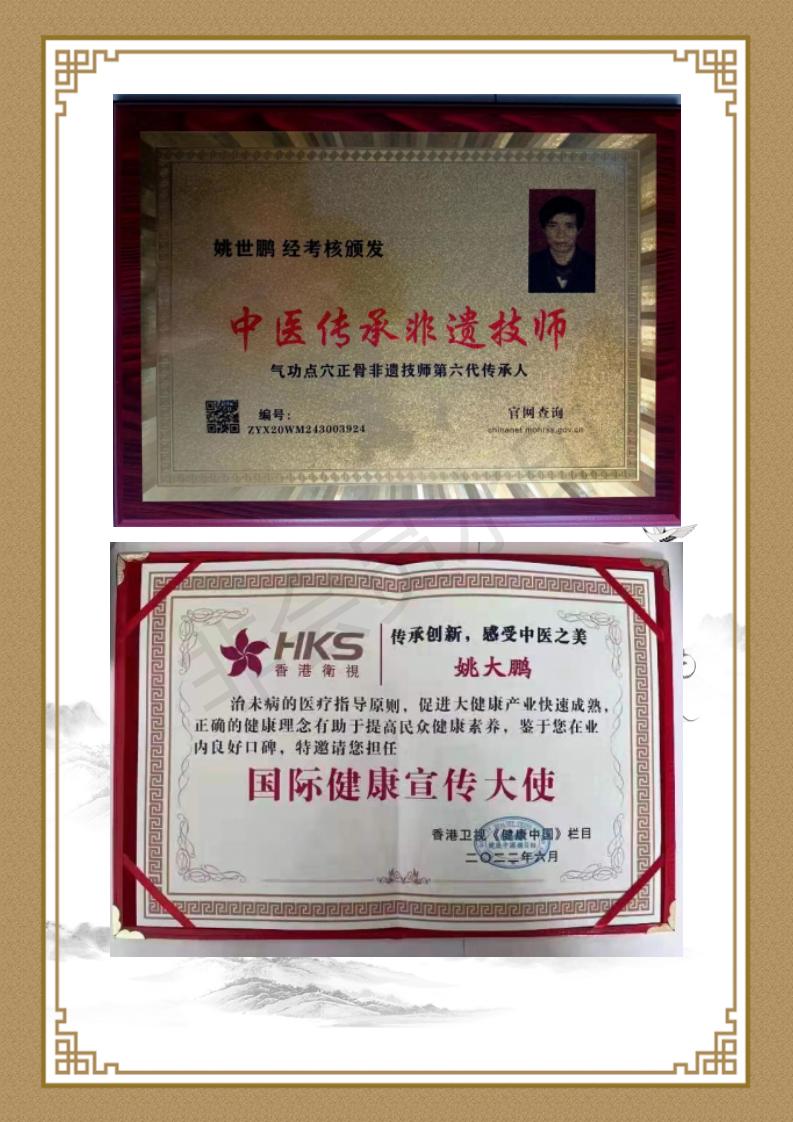 姚世鹏 经考核颁发
中医传承非遗技师
气功点穴正骨非遗技师第六代传承人
编号：
ZYX20WM243003924
官网查询
chinanet.mohrss.gov.cn
HKS
香港衛視
传承创新，感受中医之美
姚大鹏
治未病的医疗指导原则，促进大健康产业快速成熟，
正确的健康理念有助于提高民众健康素养，鉴于您在业
内良好口碑，特邀请您担任
国际健康宣传大使
香港卫视《健康中国》栏目
二〇二二年六月